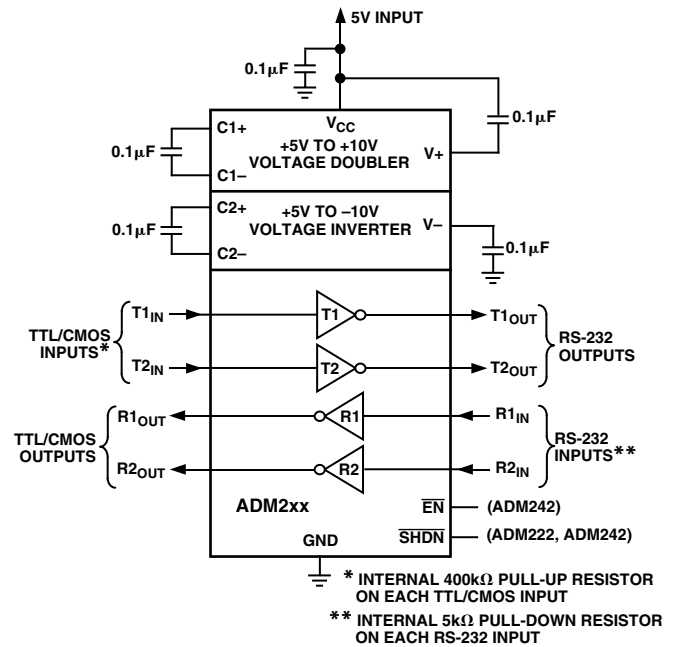 5V INPUT
0.1μF
0.1μF
0.1μF
C1+
C1–
VCC
+5V TO +10V
VOLTAGE DOUBLER
V+
0.1μF
C2+
C2–
+5V TO –10V
VOLTAGE INVERTER
V–
0.1μF
TTL/CMOS
INPUTS*
T1IN
T1
T1OUT
T2IN
T2
T2OUT
RS-232
OUTPUTS
TTL/CMOS
OUTPUTS
R1OUT
R1
R1IN
R2OUT
R2
R2IN
RS-232
INPUTS**
ADM2xx
EN
(ADM242)
SHDN
(ADM222, ADM242)
GND
* INTERNAL 400kΩ PULL-UP RESISTOR
ON EACH TTL/CMOS INPUT
** INTERNAL 5kΩ PULL-DOWN RESISTOR
ON EACH RS-232 INPUT